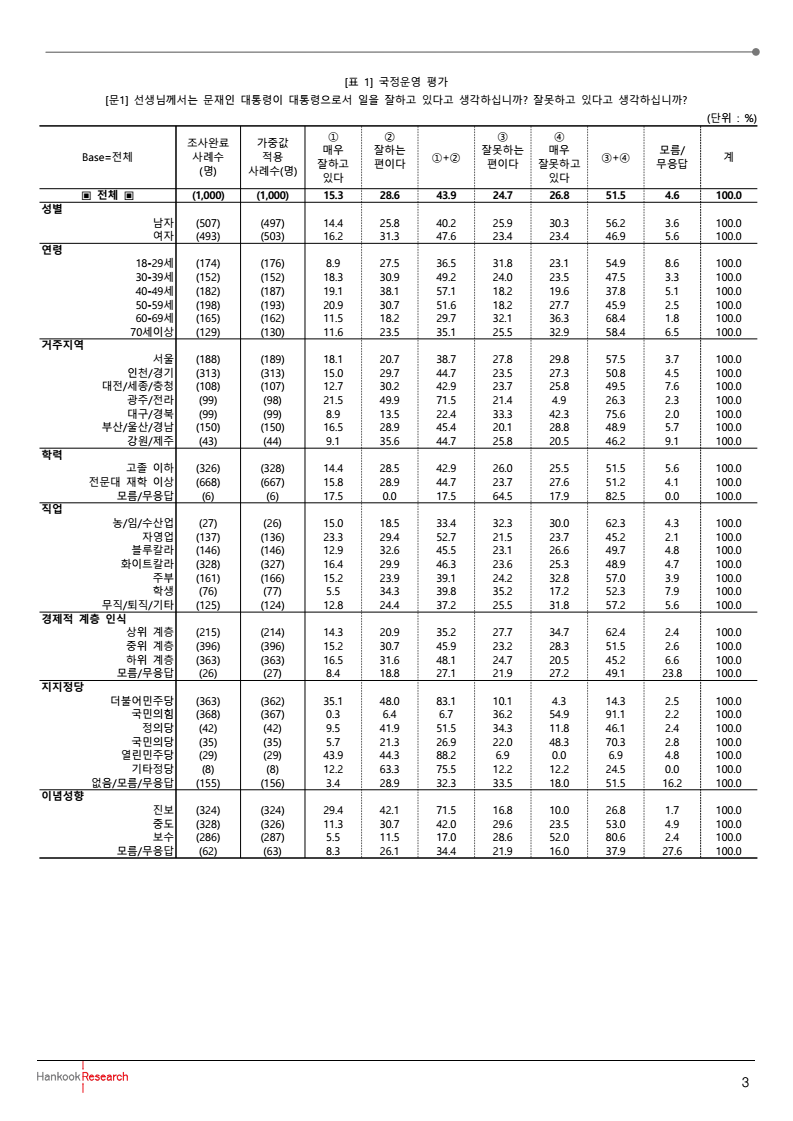 [표 1] 국정운영 평가
[문1] 선생님께서는 문재인 대통령이 대통령으로서 일을 잘하고 있다고 생각하십니까? 잘못하고 있다고 생각하십니까?
(단위 : %)
Base=전체 조사완료 사례수 (명) 가중값 적용 사례수(명) ① 매우 잘하고 있다 ② 잘하는 편이다 ①+② ③ 잘못하는 편이다 ④ 매우 잘못하고 있다 ③+④ 모름/무응답 계
▣ 전체 ▣ (1,000) (1,000) 15.3 28.6 43.9 24.7 26.8 51.5 4.6 100.0
성별
남자 (507) (497) 14.4 25.8 40.2 25.9 30.3 56.2 3.6 100.0
여자 (493) (503) 16.2 31.3 47.6 23.4 23.4 46.9 5.6 100.0
연령
18-29세 (174) (176) 8.9 27.5 36.5 31.8 23.1 54.9 8.6 100.0
30-39세 (152) (152) 18.3 30.9 49.2 24.0 23.5 47.5 3.3 100.0
40-49세 (182) (187) 19.1 38.1 57.1 18.2 19.6 37.8 5.1 100.0
50-59세 (198) (193) 20.9 30.7 51.6 18.2 27.7 45.9 2.5 100.0
60-69세 (165) (162) 11.5 18.2 29.7 32.1 36.3 68.4 1.8 100.0
70세이상 (129) (130) 11.6 23.5 35.1 25.5 32.9 58.4 6.5 100.0
거주지역
서울 (188) (189) 18.1 20.7 38.7 27.8 29.8 57.5 3.7 100.0
인천/경기 (313) (313) 15.0 29.7 44.7 23.5 27.3 50.8 4.5 100.0
대전/세종/충청 (108) (107) 12.7 30.2 42.9 23.7 25.8 49.5 7.6 100.0
광주/전라 (99) (98) 21.5 49.9 71.5 21.4 4.9 26.3 2.3 100.0
대구/경북 (99) (99) 8.9 13.5 22.4 33.3 42.3 75.6 2.0 100.0
부산/울산/경남 (150) (150) 16.5 28.9 45.4 20.1 28.8 48.9 5.7 100.0
강원/제주 (43) (44) 9.1 35.6 44.7 25.8 20.5 46.2 9.1 100.0
학력
고졸 이하 (326) (328) 14.4 28.5 42.9 26.0 25.5 51.5 5.6 100.0
전문대 재학 이상 (668) (667) 15.8 28.9 44.7 23.7 27.6 51.2 4.1 100.0
모름/무응답 (6) (6) 17.5 0.0 17.5 64.5 17.9 82.5 0.0 100.0
직업
농/임/수산업 (27) (26) 15.0 18.5 33.4 32.3 30.0 62.3 4.3 100.0
자영업 (137) (136) 23.3 29.4 52.7 21.5 23.7 45.2 2.1 100.0
블루칼라 (146) (146) 12.9 32.6 45.5 23.1 26.6 49.7 4.8 100.0
화이트칼라 (328) (327) 16.4 29.9 46.3 23.6 25.3 48.9 4.7 100.0
주부 (161) (166) 15.2 23.9 39.1 24.2 32.8 57.0 3.9 100.0
학생 (76) (77) 5.5 34.3 39.8 35.2 17.2 52.3 7.9 100.0
무직/퇴직/기타 (125) (124) 12.8 24.4 37.2 25.5 31.8 57.2 5.6 100.0
경제적 계층 인식
상위 계층 (215) (214) 14.3 20.9 35.2 27.7 34.7 62.4 2.4 100.0
중위 계층 (396) (396) 15.2 30.7 45.9 23.2 28.3 51.5 2.6 100.0
하위 계층 (363) (363) 16.5 31.6 48.1 24.7 20.5 45.2 6.6 100.0
모름/무응답 (26) (27) 8.4 18.8 27.1 21.9 27.2 49.1 23.8 100.0
지지정당
더불어민주당 (363) (362) 35.1 48.0 83.1 10.1 4.3 14.3 2.5 100.0
국민의힘 (368) (367) 0.3 6.4 6.7 36.2 54.9 91.1 2.2 100.0
정의당 (42) (42) 9.5 41.9 51.5 34.3 11.8 46.1 2.4 100.0
국민의당 (35) (35) 5.7 21.3 26.9 22.0 48.3 70.3 2.8 100.0
열린민주당 (29) (29) 43.9 44.3 88.2 6.9 0.0 6.9 4.8 100.0
기타정당 (8) (8) 12.2 63.3 75.5 12.2 12.2 24.5 0.0 100.0
없음/모름/무응답 (155) (156) 3.4 28.9 32.3 33.5 18.0 51.5 16.2 100.0
이념성향
진보 (324) (324) 29.4 42.1 71.5 16.8 10.0 26.8 1.7 100.0
중도 (328) (326) 11.3 30.7 42.0 29.6 23.5 53.0 4.9 100.0
보수 (286) (287) 5.5 11.5 17.0 28.6 52.0 80.6 2.4 100.0
모름/무응답 (62) (63) 8.3 26.1 34.4 21.9 16.0 37.9 27.6 100.0
Hankook Research
3